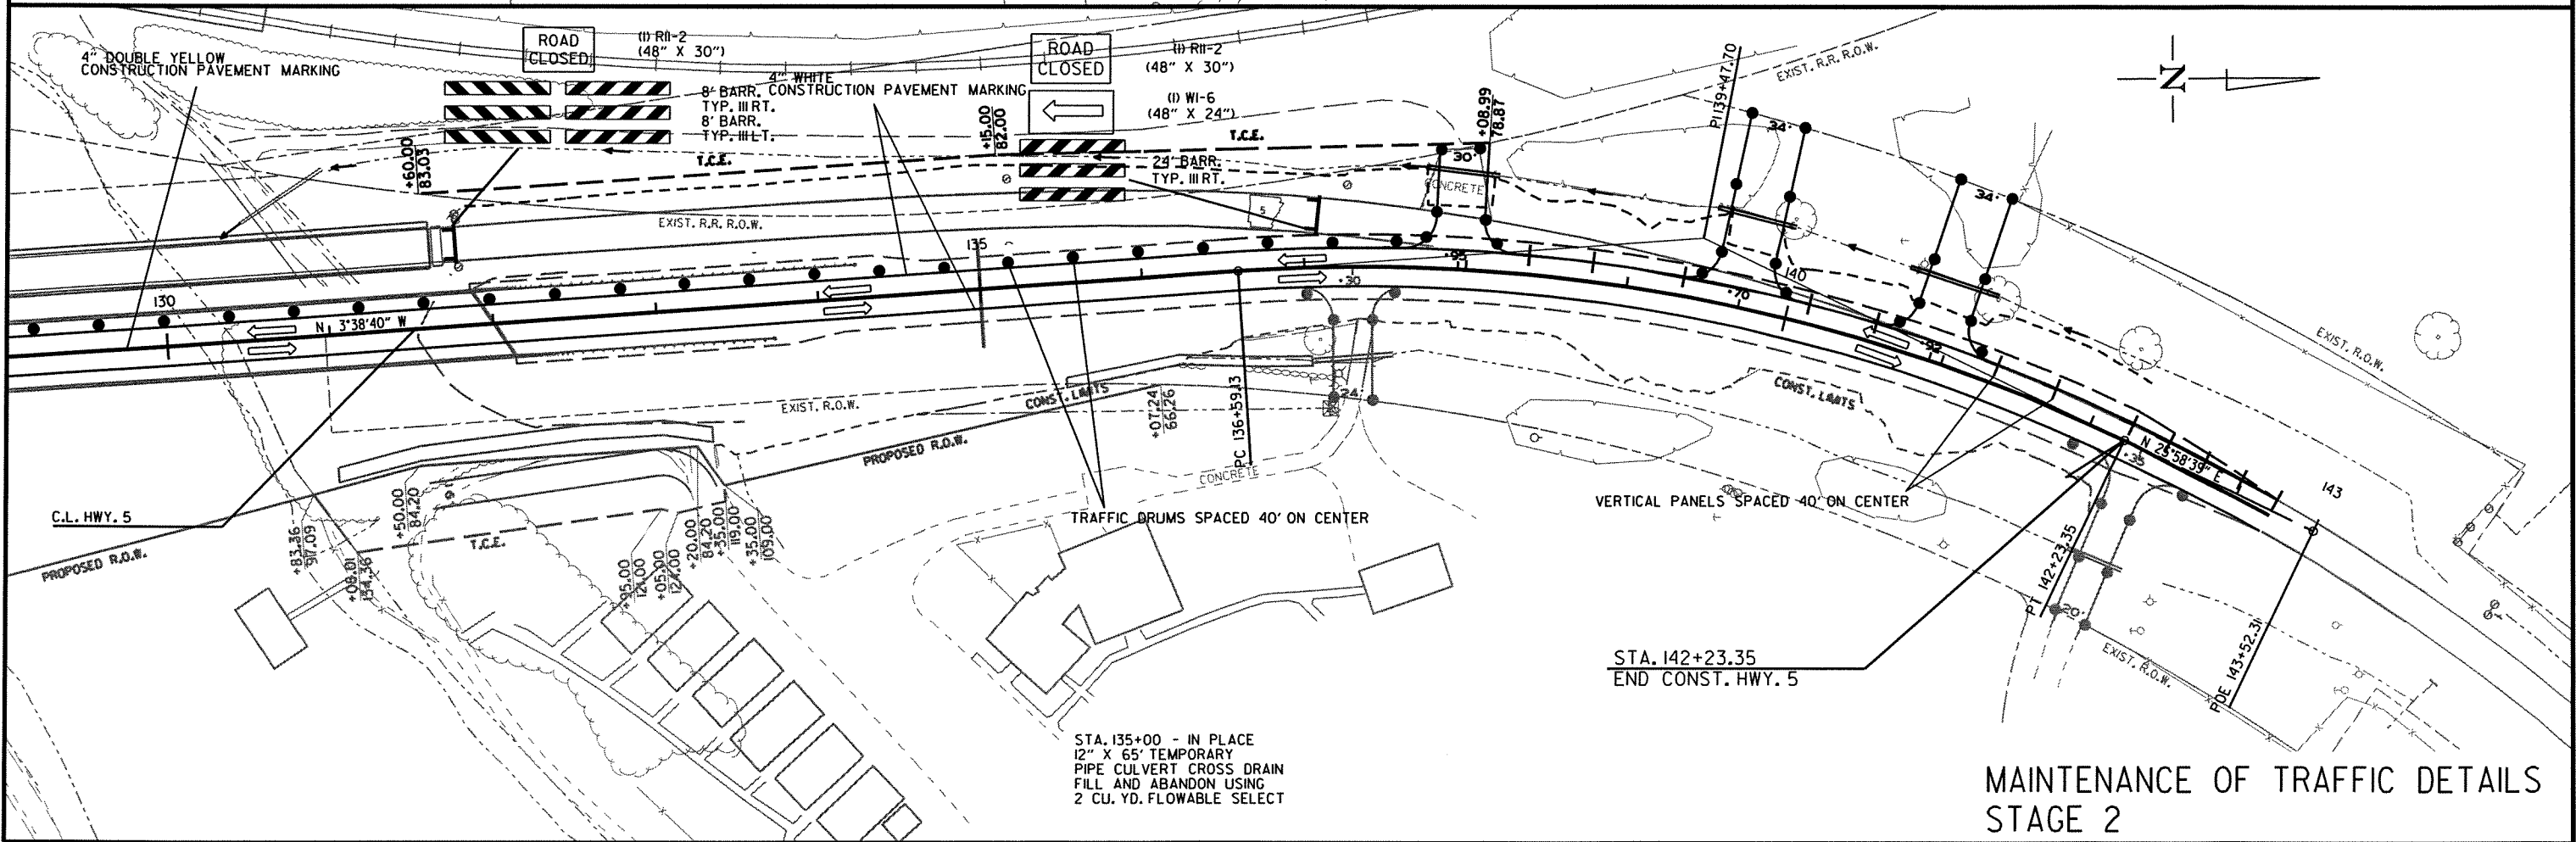 4" DOUBLE YELLOW
CONSTRUCTION PAVEMENT MARKING
ROAD
CLOSED
(1) R11-2
(48" X 30")
8' BARR.
TYP. III RT.
8' BARR.
TYP. III LT.
4" WHITE
CONSTRUCTION PAVEMENT MARKING
ROAD
CLOSED
(1) R11-2
(48" X 30")
(1) W1-6
(48" X 24")
24' BARR.
TYP. III RT.
T.C.E.
T.C.E.
+60.00
83.03
+15.00
82.00
+08.99
78.87
30'
CONCRETE
PI 139+47.70
34'
34'
EXIST. R.R. R.O.W.
N
EXIST. R.R. R.O.W.
EXIST. R.O.W.
5
130
135
140
143
N 3°38'40" W
.30
.95
.70
.92
.35
N 25°58'39" E
PC 136+59.13
24'
CONST. LIMITS
CONST. LIMITS
EXIST. R.O.W.
PROPOSED R.O.W.
+07.24
66.26
CONCRETE
TRAFFIC DRUMS SPACED 40' ON CENTER
VERTICAL PANELS SPACED 40' ON CENTER
C.L. HWY. 5
PROPOSED R.O.W.
+83.36
97.09
+08.01
134.36
+50.00
84.20
T.C.E.
+95.00
121.00
+05.00
124.00
+20.00
84.20
+35.00
119.00
+35.00
109.00
PT 142+23.35
20'
EXIST. R.O.W.
POE 143+52.31
STA. 142+23.35
END CONST. HWY. 5
STA. 135+00 - IN PLACE
12" X 65' TEMPORARY
PIPE CULVERT CROSS DRAIN
FILL AND ABANDON USING
2 CU. YD. FLOWABLE SELECT
MAINTENANCE OF TRAFFIC DETAILS
STAGE 2